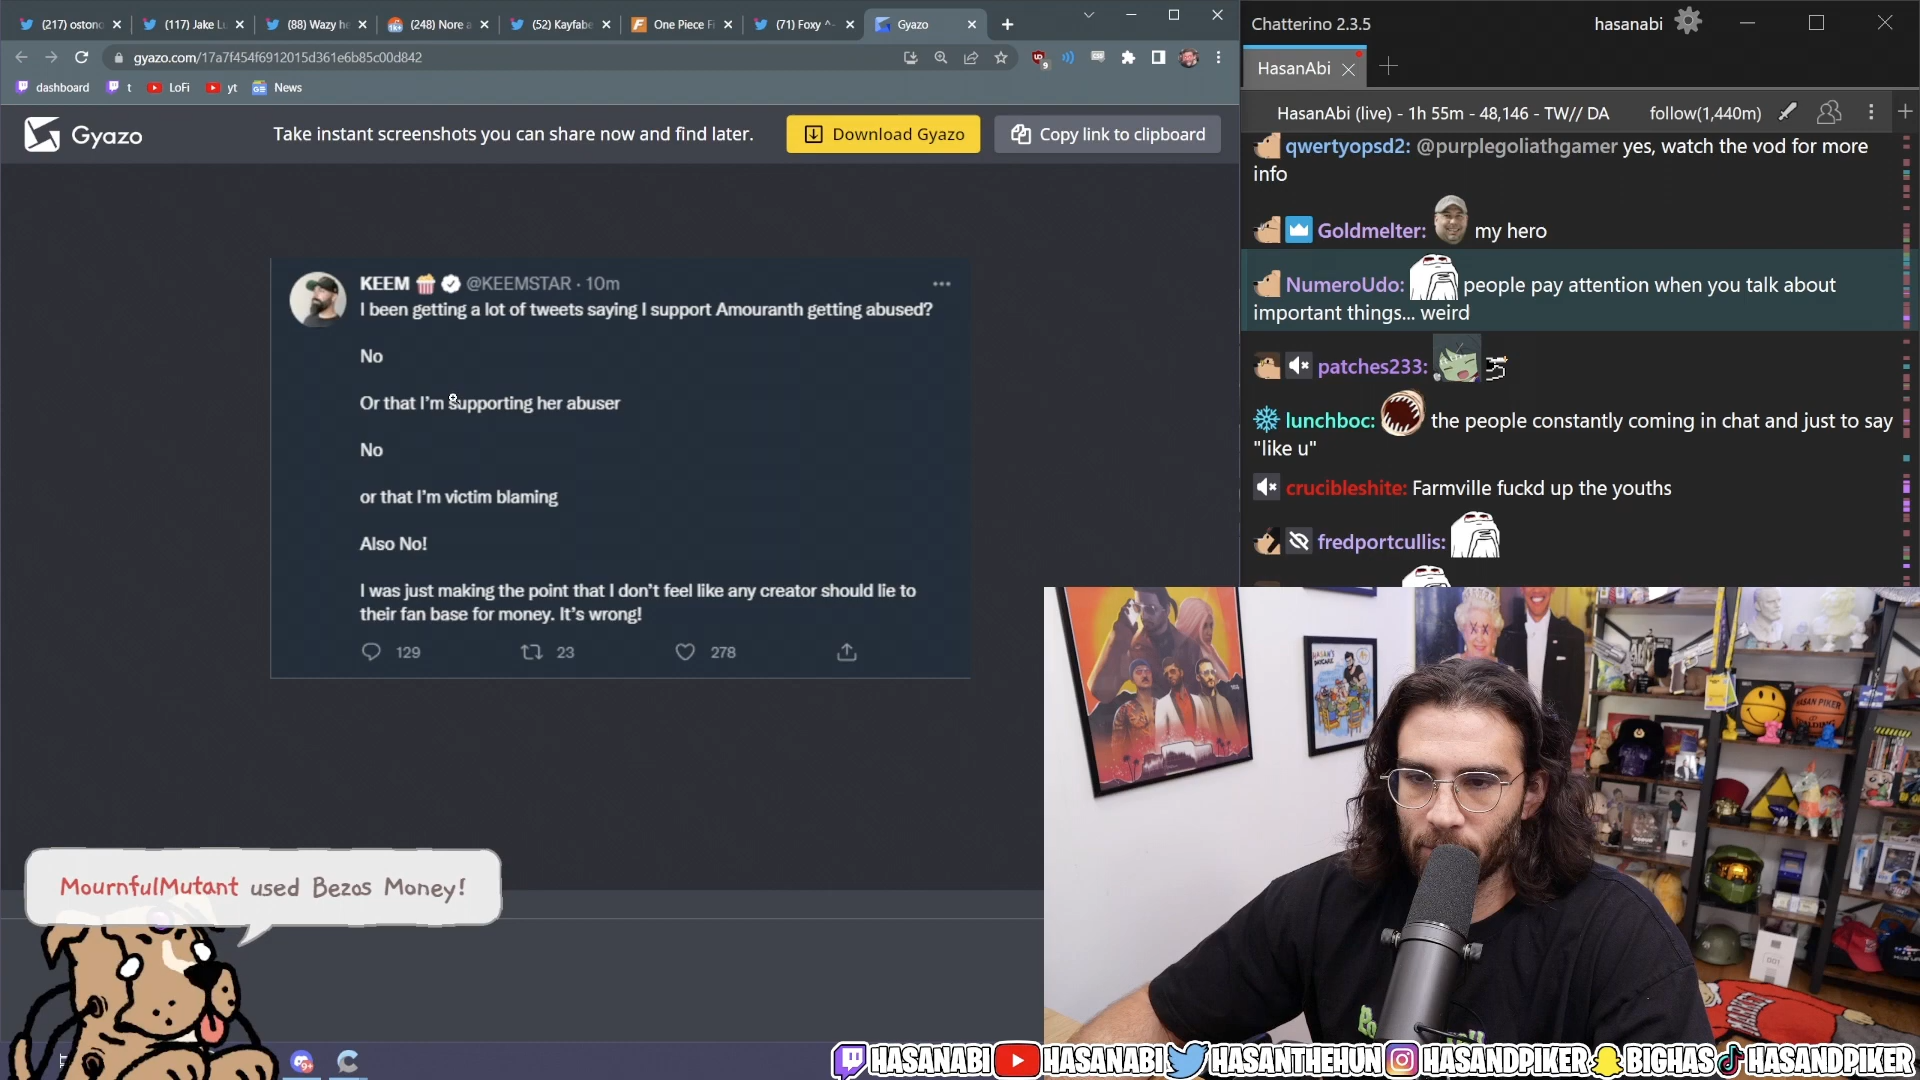 (217) ostono
(117) Jake L
(88) Wazy he
(248) Nore a
(52) Kayfabe
One Piece Fi
(71) Foxy ^-
Gyazo
gyazo.com/17a7f454f6912015d361e6b85c00d842
dashboard
t
LoFi
yt
News
Gyazo
Take instant screenshots you can share now and find later.
Download Gyazo
Copy link to clipboard
KEEM @KEEMSTAR · 10m
I been getting a lot of tweets saying I support Amouranth getting abused?
No
Or that I'm supporting her abuser
No
or that I'm victim blaming
Also No!
I was just making the point that I don't feel like any creator should lie to
their fan base for money. It's wrong!
129
23
278
MournfulMutant used Bezos Money!
Chatterino 2.3.5
hasanabi
HasanAbi
HasanAbi (live) - 1h 55m - 48,146 - TW// DA
follow(1,440m)
qwertyopsd2: @purplegoliathgamer yes, watch the vod for more
info
Goldmelter: my hero
NumeroUdo: people pay attention when you talk about
important things... weird
patches233:
lunchboc: the people constantly coming in chat and just to say
"like u"
crucibleshite: Farmville fuckd up the youths
fredportcullis:
HASAN PIKER
HASANABI
HASANABI
HASANTHEHUN
HASANDPIKER
BIGHAS
HASANDPIKER